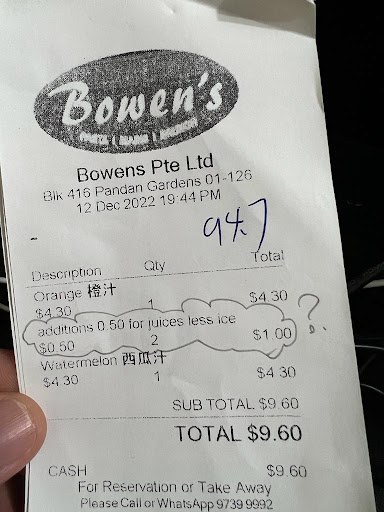 Bowen's
Bowens Pte Ltd
Blk 416 Pandan Gardens 01-126
12 Dec 2022 19:44 PM
94.7
Description Qty Total
Orange 橙汁
$4.30 1 $4.30
additions 0.50 for juices less ice
$0.50 2 $1.00
?
Watermelon 西瓜汁
$4.30 1 $4.30
SUB TOTAL $9.60
TOTAL $9.60
CASH $9.60
For Reservation or Take Away
Please Call or WhatsApp 9739 9992